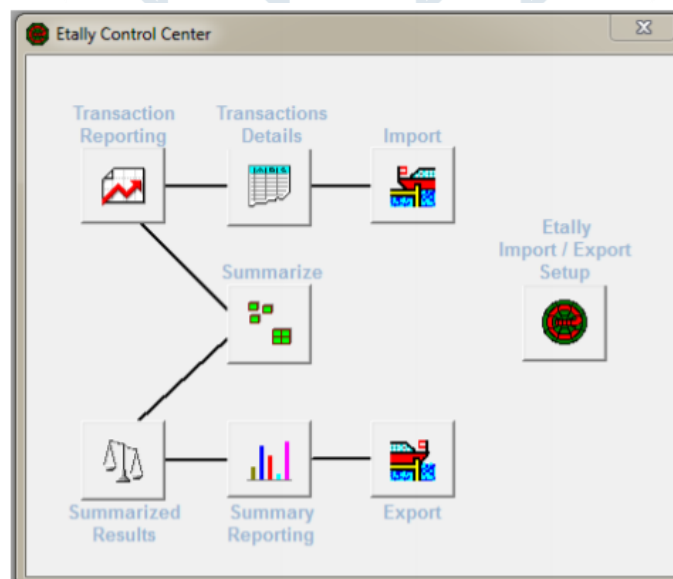 Etally Control Center
Transaction
Reporting
Transactions
Details
Import
Etally
Import / Export
Setup
Summarize
Summarized
Results
Summary
Reporting
Export